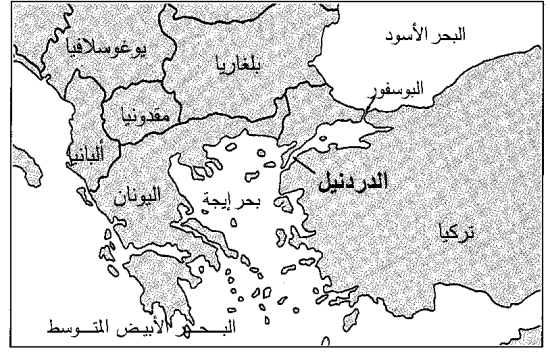 البحر الأسود
يوغوسلافيا
بلغاريا
البوسفور
مقدونيا
ألبانيا
الدردنيل
اليونان
بحر إيجة
تركيا
البحر الأبيض المتوسط